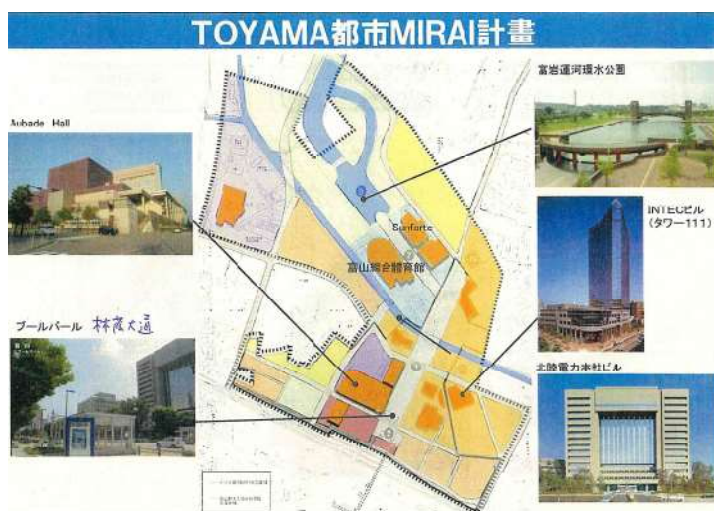 TOYAMA都市MIRAI計畫
Aubade Hall
富岩運河環水公園
INTECビル
(タワー111)
Sunforte
富山綜合體育館
ブールバール 林蔭大道
北陸電力本社ビル